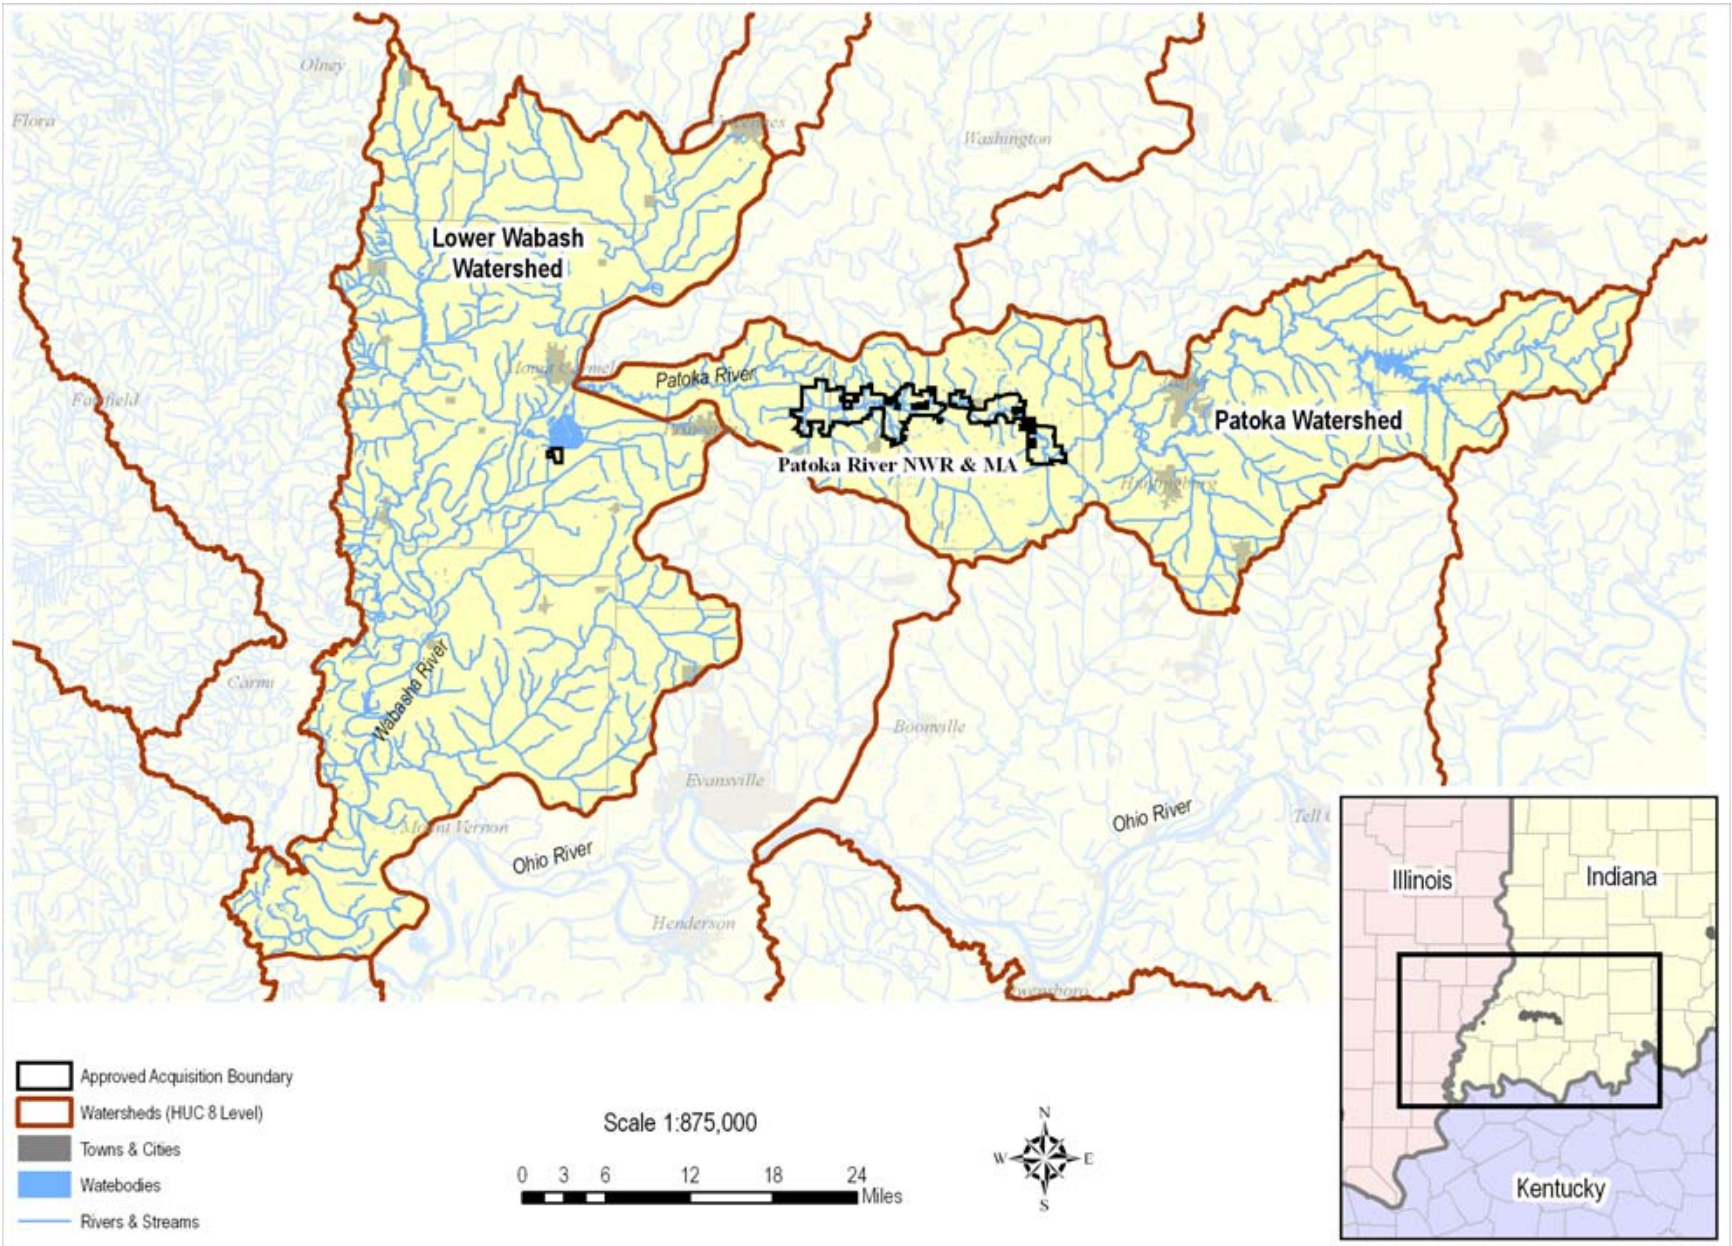 Olney
Flora
Washington
Lower Wabash
Watershed
Patoka River
Patoka Watershed
Patoka River NWR & MA
Wabashd River
Carmi
Boonville
Evansville
Mount Vernon
Ohio River
Ohio River
Tell
Henderson
Illinois
Indiana
Kentucky
Approved Acquisition Boundary
Watersheds (HUC 8 Level)
Towns & Cities
Watebodies
Rivers & Streams
Scale 1:875,000
0 3 6 12 18 24
Miles
N
W E
S